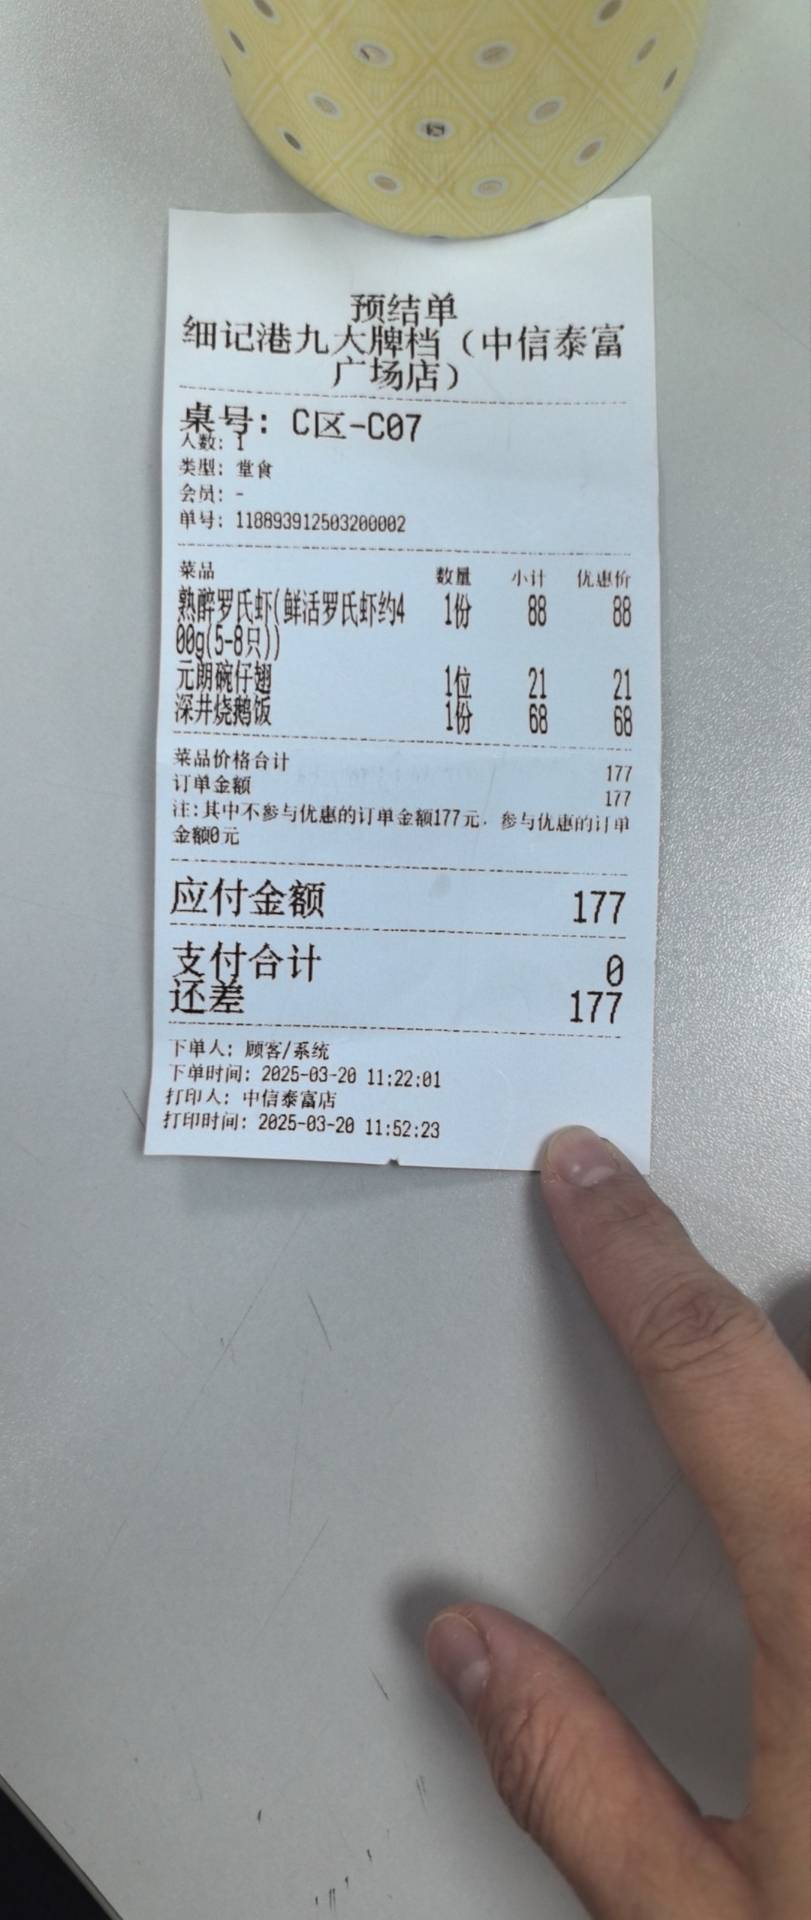 预结单
细记港九大牌档（中信泰富
广场店）
桌号: C区-C07
人数: 1
类型: 堂食
会员: -
单号: 118893912503200002
菜品 数量 小计 优惠价
熟醉罗氏虾(鲜活罗氏虾约4 1份 88 88
00g(5-8只))
元朗碗仔翅 1位 21 21
深井烧鹅饭 1份 68 68
菜品价格合计 177
订单金额 177
注:其中不参与优惠的订单金额177元, 参与优惠的订单
金额0元
应付金额 177
支付合计 0
还差 177
下单人: 顾客/系统
下单时间: 2025-03-20 11:22:01
打印人: 中信泰富店
打印时间: 2025-03-20 11:52:23